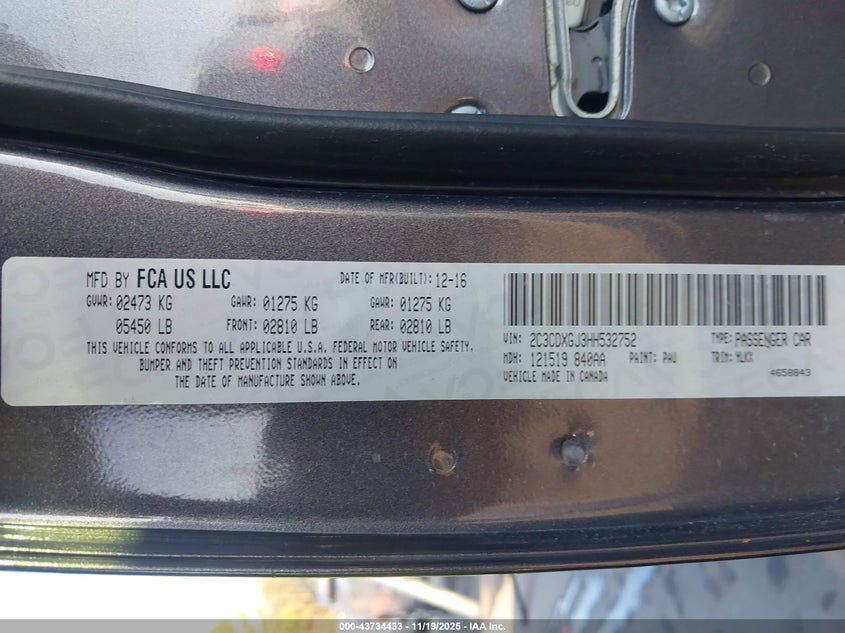 MFD BY FCA US LLC DATE OF MFR(BUILT): 12-16
GVWR: 02473 KG GAWR: 01275 KG GAWR: 01275 KG
05450 LB FRONT: 02810 LB REAR: 02810 LB
THIS VEHICLE CONFORMS TO ALL APPLICABLE U.S.A. FEDERAL MOTOR VEHICLE SAFETY,
BUMPER AND THEFT PREVENTION STANDARDS IN EFFECT ON
THE DATE OF MANUFACTURE SHOWN ABOVE.
VIN: 2C3CDXGJ3HH532752 TYPE: PASSENGER CAR
MDH: 121519 840AA PAINT: PAU TRIM: HLKK
VEHICLE MADE IN CANADA 4658843
000-43734433 - 11/19/2025 - IAA Inc.